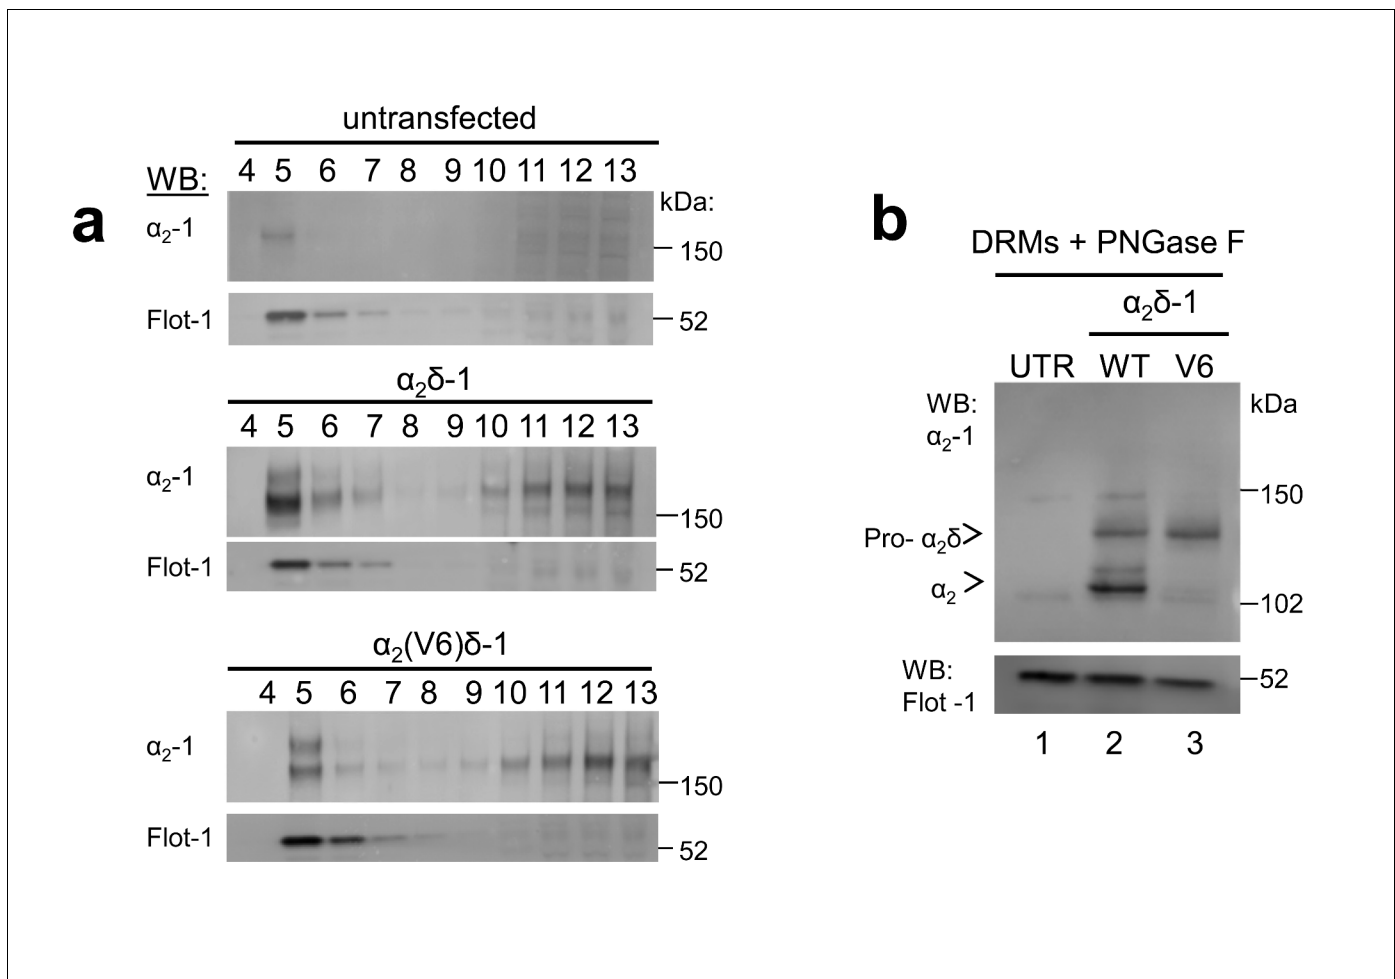 a
untransfected
4 5 6 7 8 9 10 11 12 13
WB:
kDa:
α₂-1
150
Flot-1
52
α₂δ-1
4 5 6 7 8 9 10 11 12 13
α₂-1
150
Flot-1
52
α₂(V6)δ-1
4 5 6 7 8 9 10 11 12 13
α₂-1
150
Flot-1
52
b
DRMs + PNGase F
α₂δ-1
UTR WT V6
WB:
α₂-1
kDa
150
Pro- α₂δ
α₂
102
WB:
Flot -1
52
1 2 3